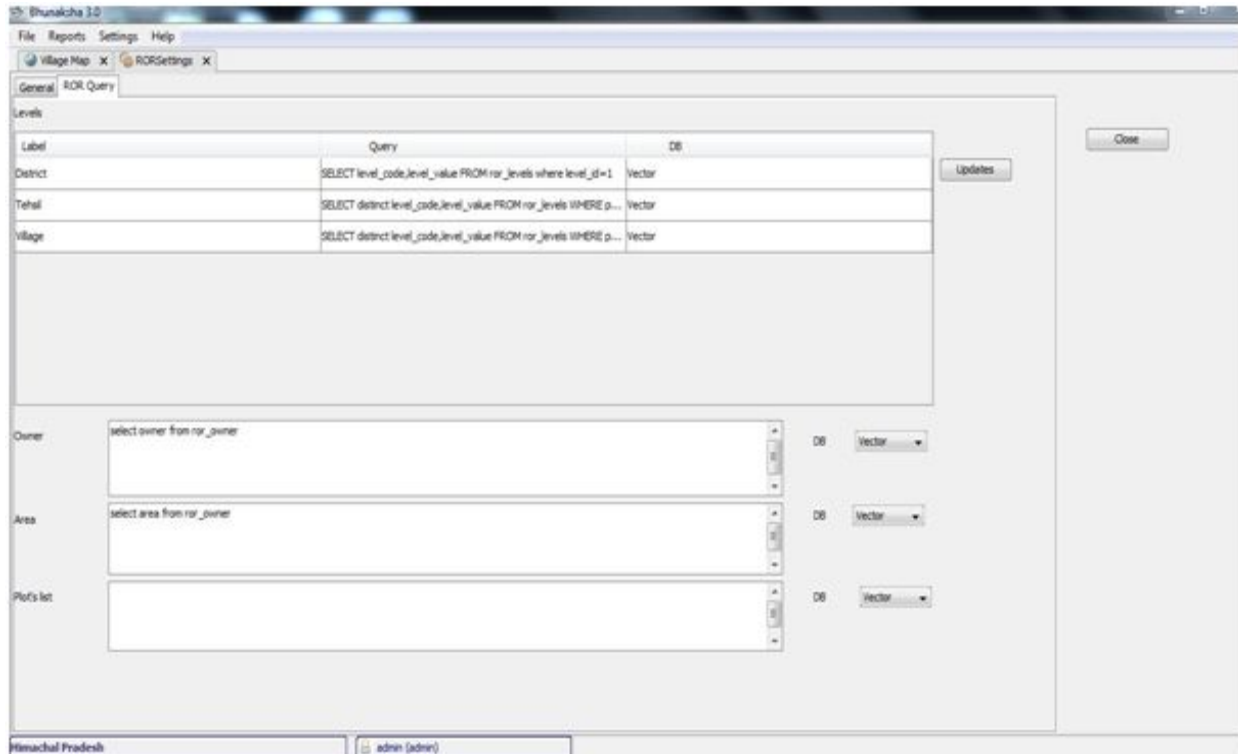 Bhunaksha 3.0
File Reports Settings Help
Village Map X RORSettings X
General ROR Query
Levels
Label Query DB
District SELECT level_code,level_value FROM ror_levels where level_id=1 Vector
Tehsil SELECT distinct level_code,level_value FROM ror_levels WHERE p... Vector
Village SELECT distinct level_code,level_value FROM ror_levels WHERE p... Vector
Updates
Close
Owner select owner from ror_owner DB Vector
Area select area from ror_owner DB Vector
Plot's list DB Vector
Himachal Pradesh admin (admin)